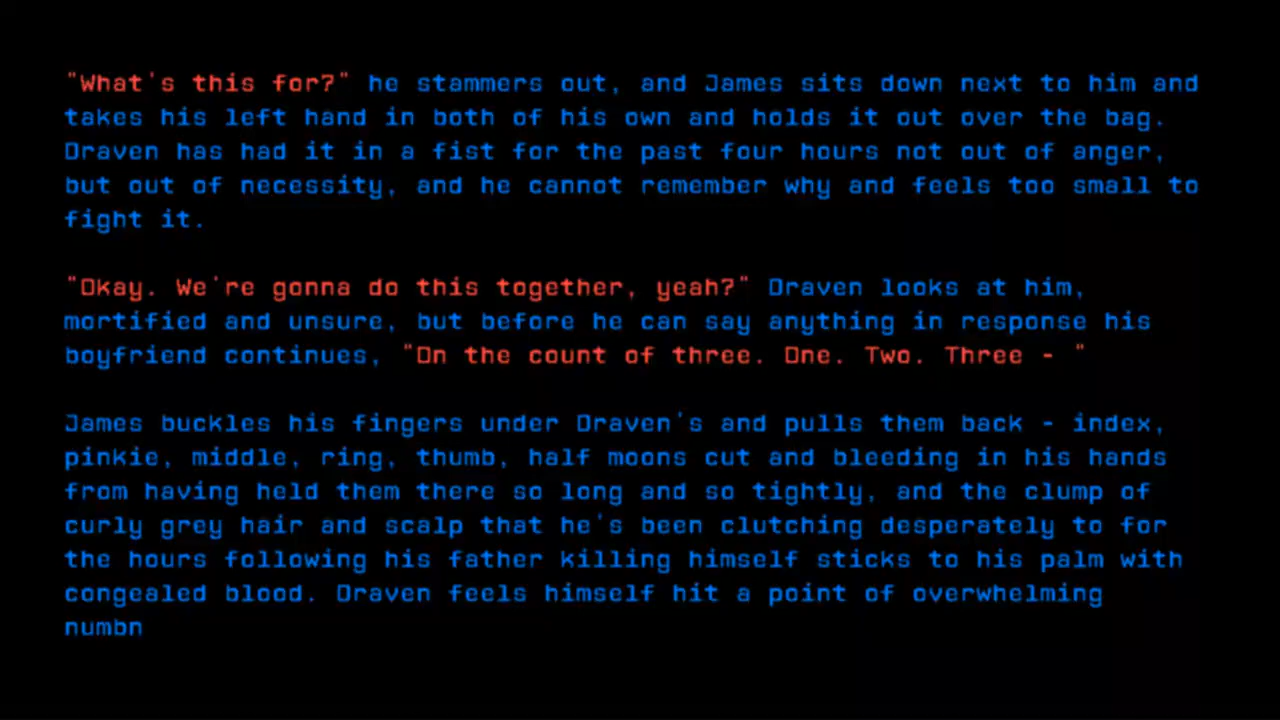 "What's this for?" he stammers out, and James sits down next to him and
takes his left hand in both of his own and holds it out over the bag.
Draven has had it in a fist for the past four hours not out of anger,
but out of necessity, and he cannot remember why and feels too small to
fight it.
"Okay. We're gonna do this together, yeah?" Draven looks at him,
mortified and unsure, but before he can say anything in response his
boyfriend continues, "On the count of three. One. Two. Three - "
James buckles his fingers under Draven's and pulls them back - index,
pinkie, middle, ring, thumb, half moons cut and bleeding in his hands
from having held them there so long and so tightly, and the clump of
curly grey hair and scalp that he's been clutching desperately to for
the hours following his father killing himself sticks to his palm with
congealed blood. Draven feels himself hit a point of overwhelming
numbn